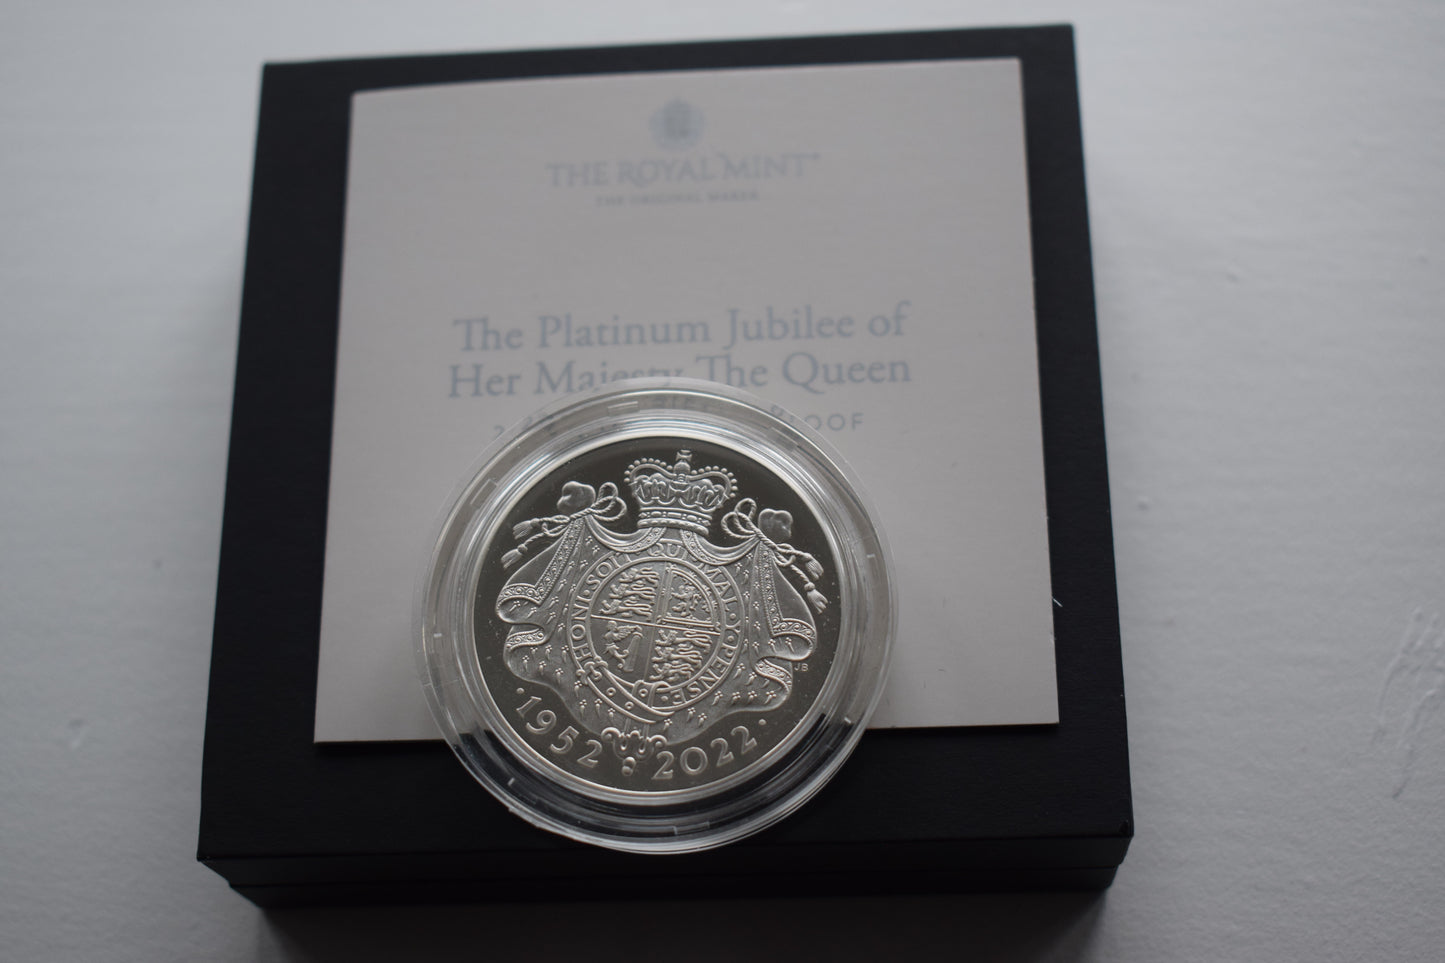 THE ROYAL MINT®
THE ORIGINAL MAKER
The Platinum Jubilee of
Her Majesty The Queen
PROOF
HONI · SOIT QUI MAL · Y · PENSE
JB
· 1952 2022 ·